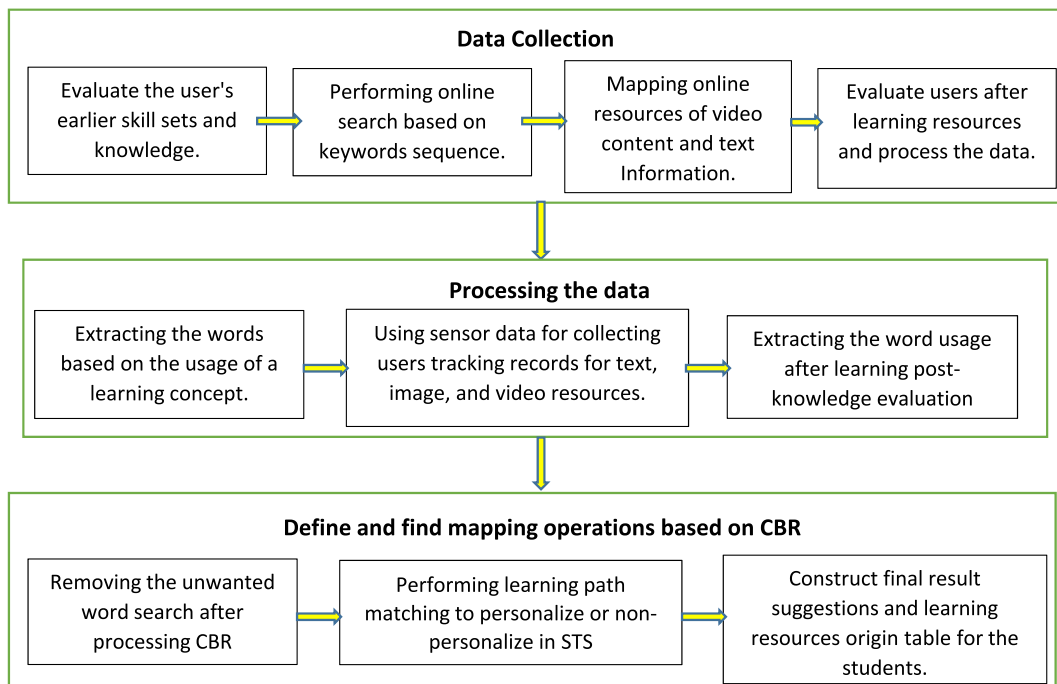 Data Collection
Evaluate the user's
earlier skill sets and
knowledge.
Performing online
search based on
keywords sequence.
Mapping online
resources of video
content and text
Information.
Evaluate users after
learning resources
and process the data.
Processing the data
Extracting the words
based on the usage of a
learning concept.
Using sensor data for collecting
users tracking records for text,
image, and video resources.
Extracting the word usage
after learning post-
knowledge evaluation
Define and find mapping operations based on CBR
Removing the unwanted
word search after
processing CBR
Performing learning path
matching to personalize or non-
personalize in STS
Construct final result
suggestions and learning
resources origin table for the
students.